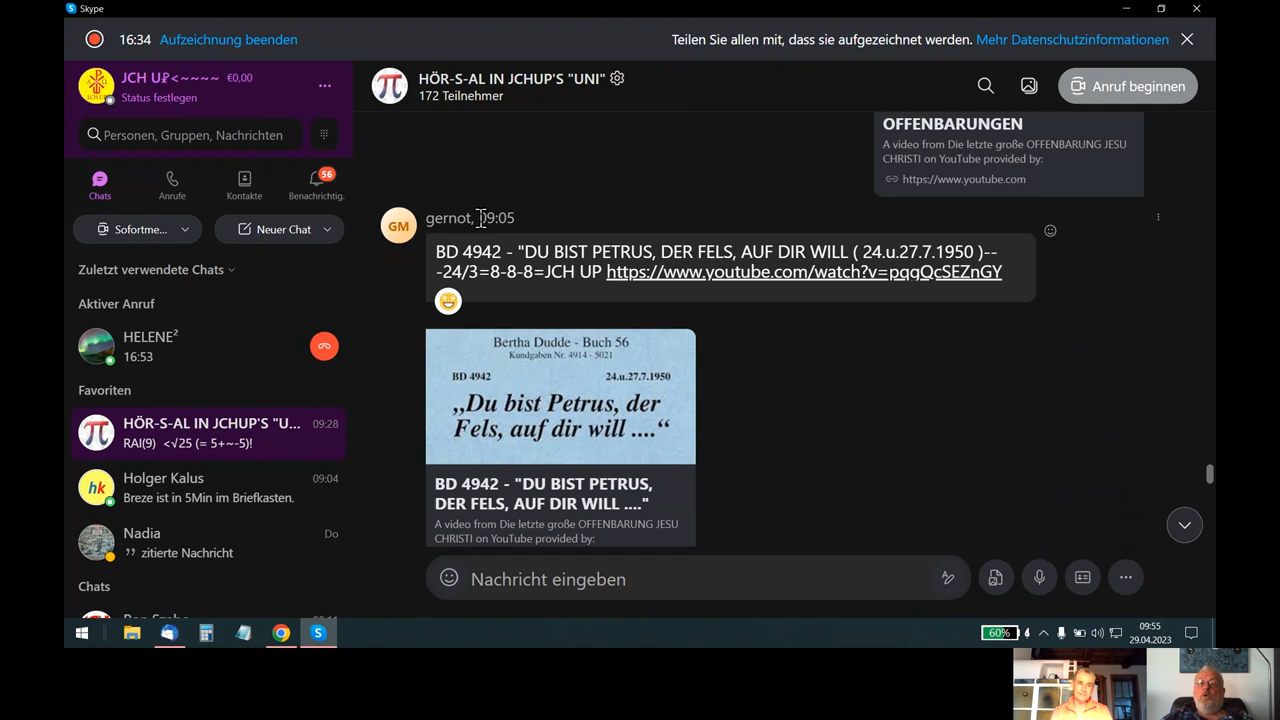 Skype
16:34 Aufzeichnung beenden
Teilen Sie allen mit, dass sie aufgezeichnet werden. Mehr Datenschutzinformationen
JCH U₽<~~~~ €0,00
Status festlegen
Personen, Gruppen, Nachrichten
Chats
Anrufe
Kontakte
56
Benachrichtig.
Sofortme...
Neuer Chat
Zuletzt verwendete Chats
Aktiver Anruf
HELENE²
16:53
Favoriten
HÖR-S-AL IN JCHUP'S "U... 09:28
RAI(9) <√25 (= 5+~-5)!
hk
Holger Kalus 09:04
Breze ist in 5Min im Briefkasten.
Nadia Do
zitierte Nachricht
Chats
HÖR-S-AL IN JCHUP'S "UNI"
172 Teilnehmer
Anruf beginnen
OFFENBARUNGEN
A video from Die letzte große OFFENBARUNG JESU
CHRISTI on YouTube provided by:
https://www.youtube.com
GM
gernot, 09:05
BD 4942 - "DU BIST PETRUS, DER FELS, AUF DIR WILL ( 24.u.27.7.1950 )--
-24/3=8-8-8=JCH UP https://www.youtube.com/watch?v=pqqQcSEZnGY
Bertha Dudde - Buch 56
Kundgaben Nr. 4914 - 5021
BD 4942 24.u.27.7.1950
„Du bist Petrus, der
Fels, auf dir will ....“
BD 4942 - "DU BIST PETRUS,
DER FELS, AUF DIR WILL ...."
A video from Die letzte große OFFENBARUNG JESU
CHRISTI on YouTube provided by:
Nachricht eingeben
60%
09:55
29.04.2023